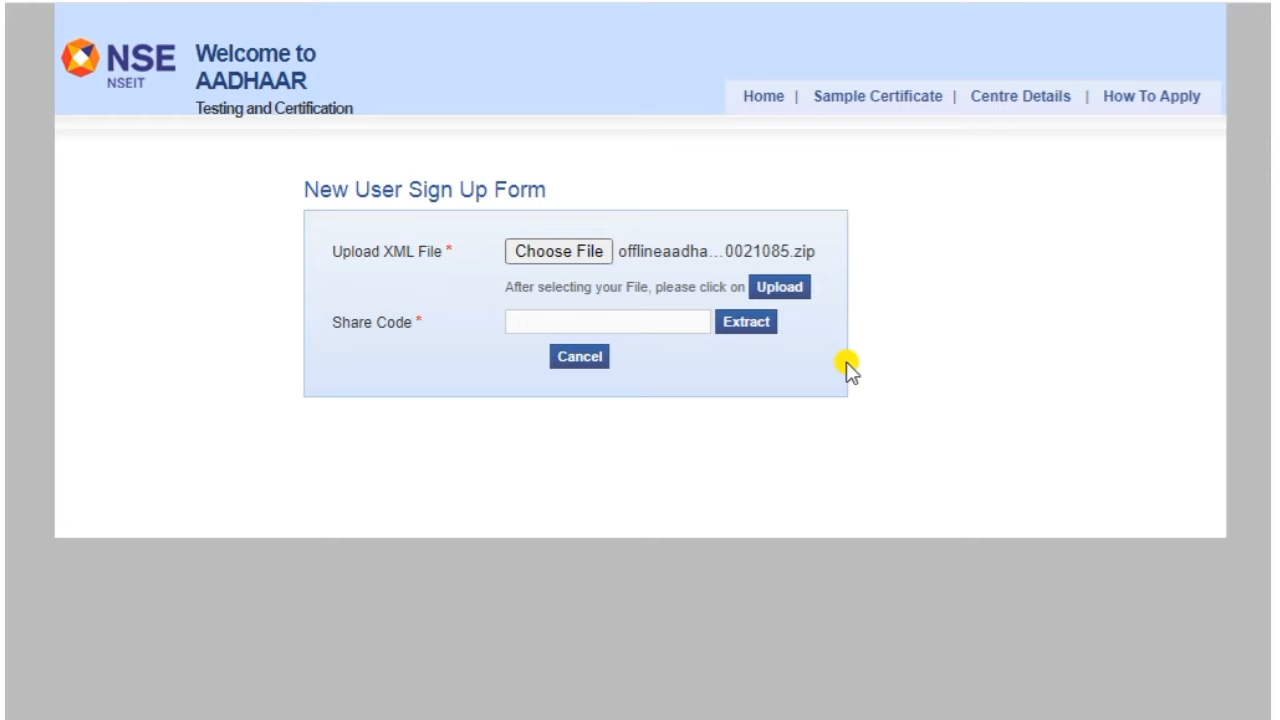 NSE
NSEIT
Welcome to
AADHAAR
Testing and Certification
Home | Sample Certificate | Centre Details | How To Apply
New User Sign Up Form
Upload XML File * Choose File offlineaadha...0021085.zip
After selecting your File, please click on Upload
Share Code * Extract
Cancel